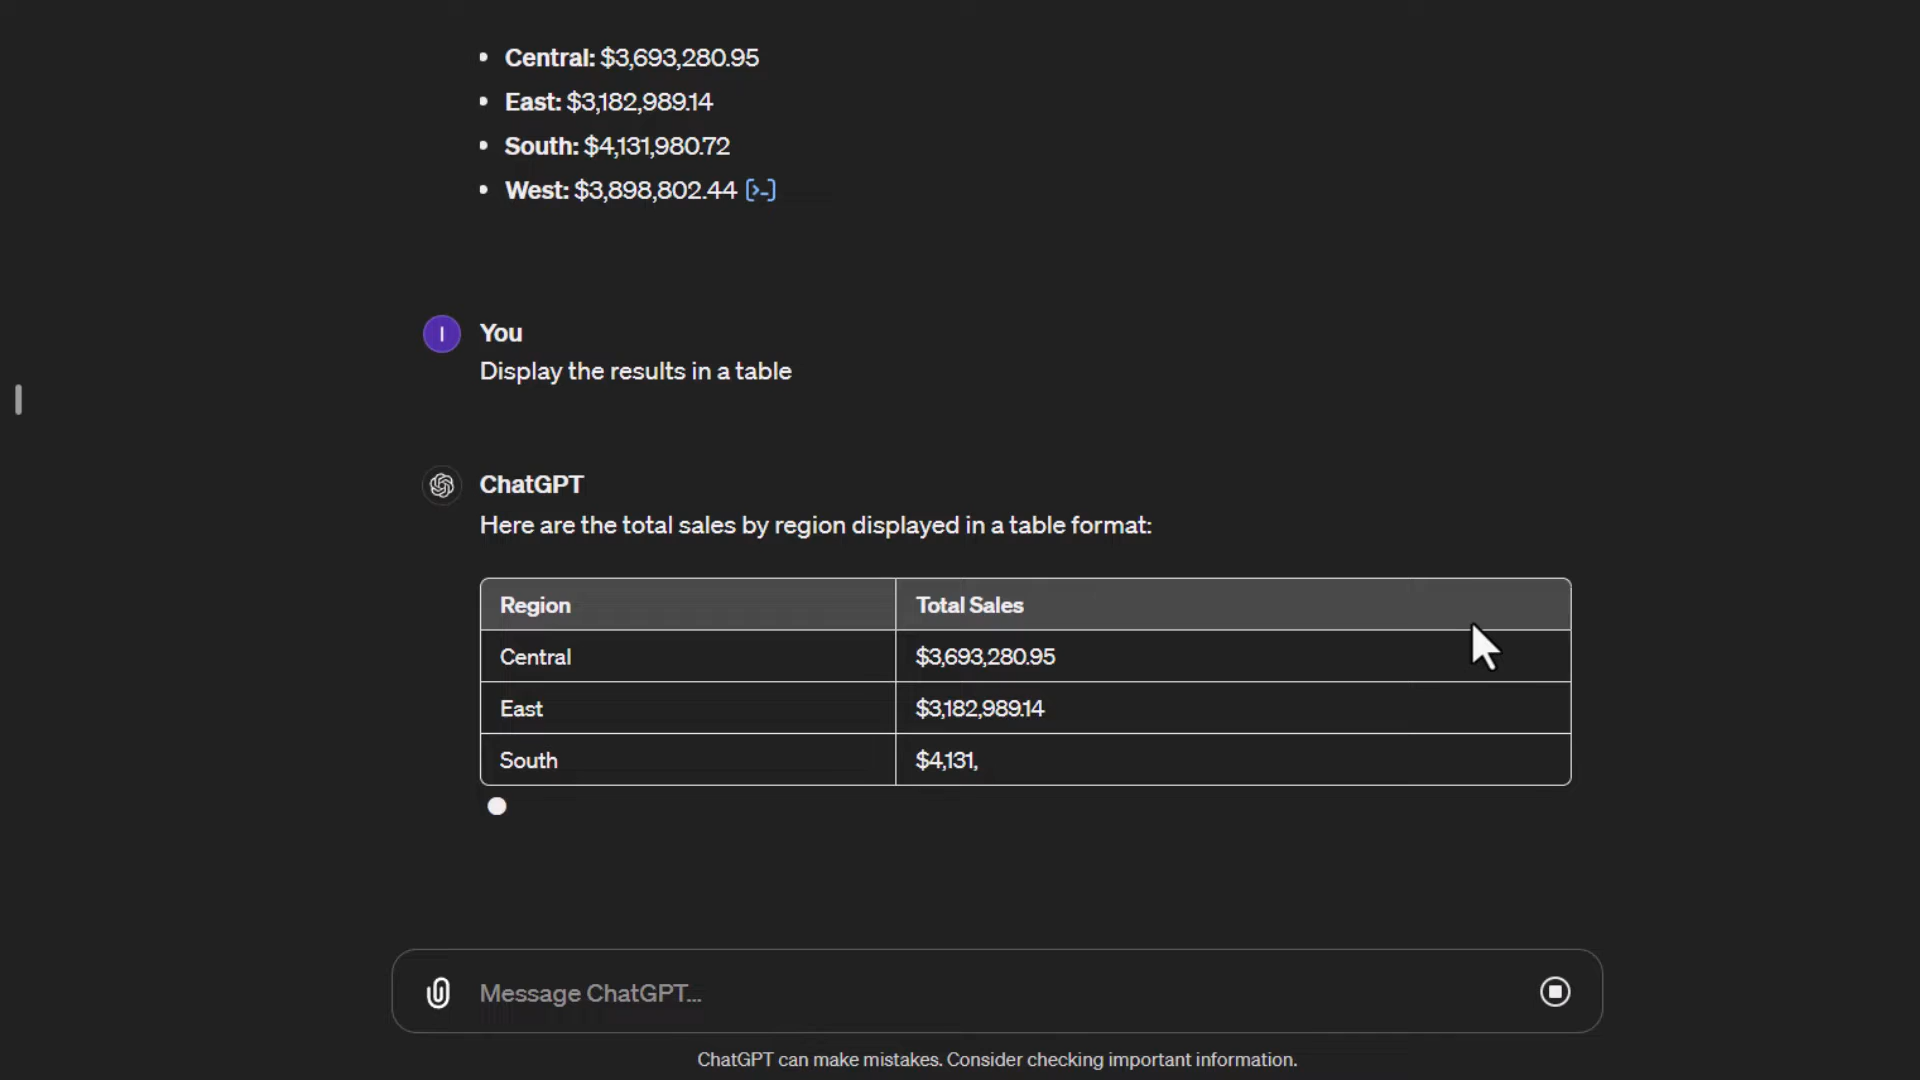 • Central: $3,693,280.95
• East: $3,182,989.14
• South: $4,131,980.72
• West: $3,898,802.44 [>-]
I You
Display the results in a table
ChatGPT
Here are the total sales by region displayed in a table format:
Region Total Sales
Central $3,693,280.95
East $3,182,989.14
South $4,131,
Message ChatGPT...
ChatGPT can make mistakes. Consider checking important information.